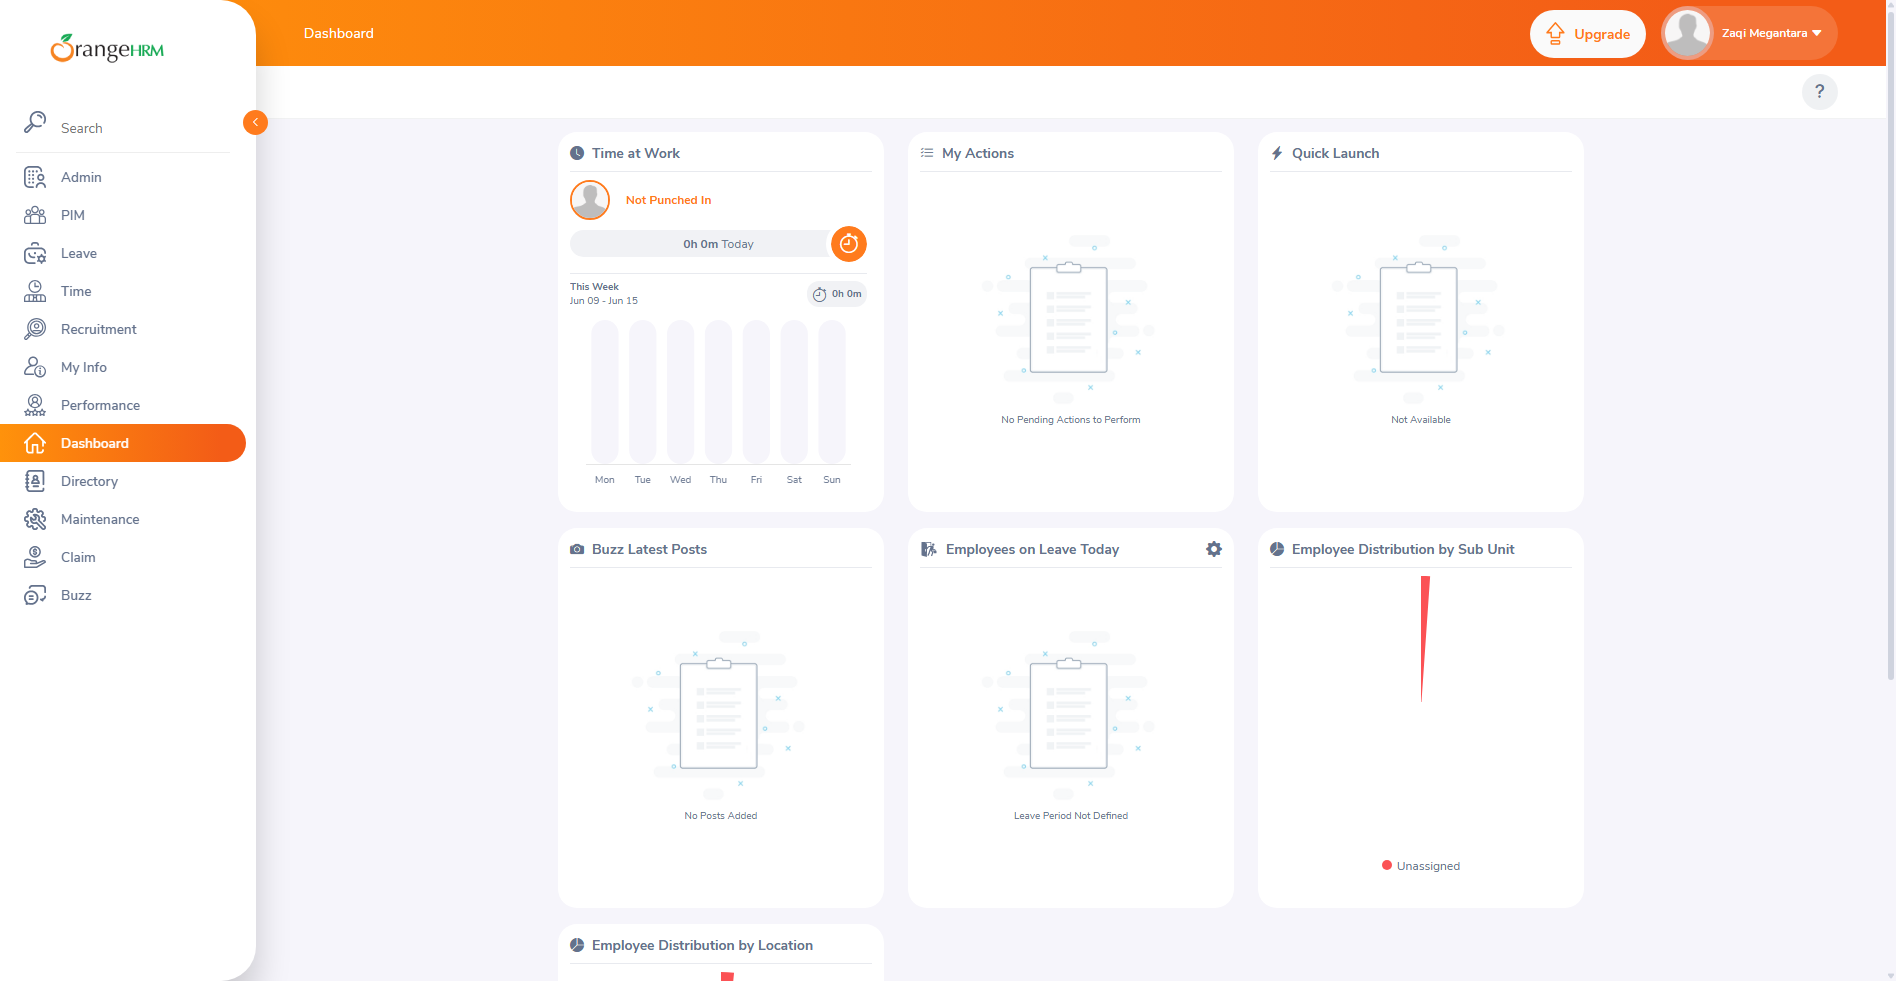 OrangeHRM
Dashboard
Upgrade
Zaqi Megantara
?
Search
Admin
PIM
Leave
Time
Recruitment
My Info
Performance
Dashboard
Directory
Maintenance
Claim
Buzz
Time at Work
Not Punched In
0h 0m Today
This Week
Jun 09 - Jun 15
0h 0m
Mon Tue Wed Thu Fri Sat Sun
My Actions
No Pending Actions to Perform
Quick Launch
Not Available
Buzz Latest Posts
No Posts Added
Employees on Leave Today
Leave Period Not Defined
Employee Distribution by Sub Unit
Unassigned
Employee Distribution by Location